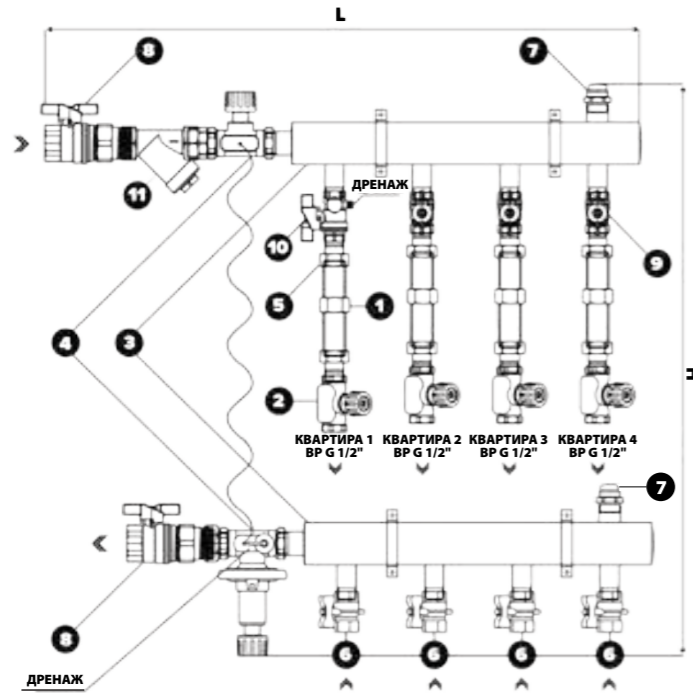 L
8
7
11
ДРЕНАЖ
10
9
5
1
4
3
H
2
КВАРТИРА 1
ВР G 1/2"
КВАРТИРА 2
ВР G 1/2"
КВАРТИРА 3
ВР G 1/2"
КВАРТИРА 4
ВР G 1/2"
7
8
6
6
6
6
ДРЕНАЖ